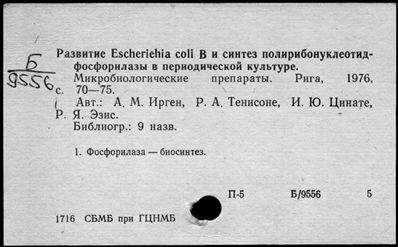 Б
9556
Развитие Escheriehia coli B и синтез полирибонуклеотид-
фосфорилазы в периодической культуре.
Микробиологические препараты. Рига, 1976,
с. 70—75.
Авт.: А. М. Ирген, Р. А. Тенисоне, И. Ю. Цинате,
Р. Я. Эзис.
Библиогр.: 9 назв.
1. Фосфорилаза — биосинтез.
П-5 Б/9556 5
1716 СБМБ при ГЦНМБ